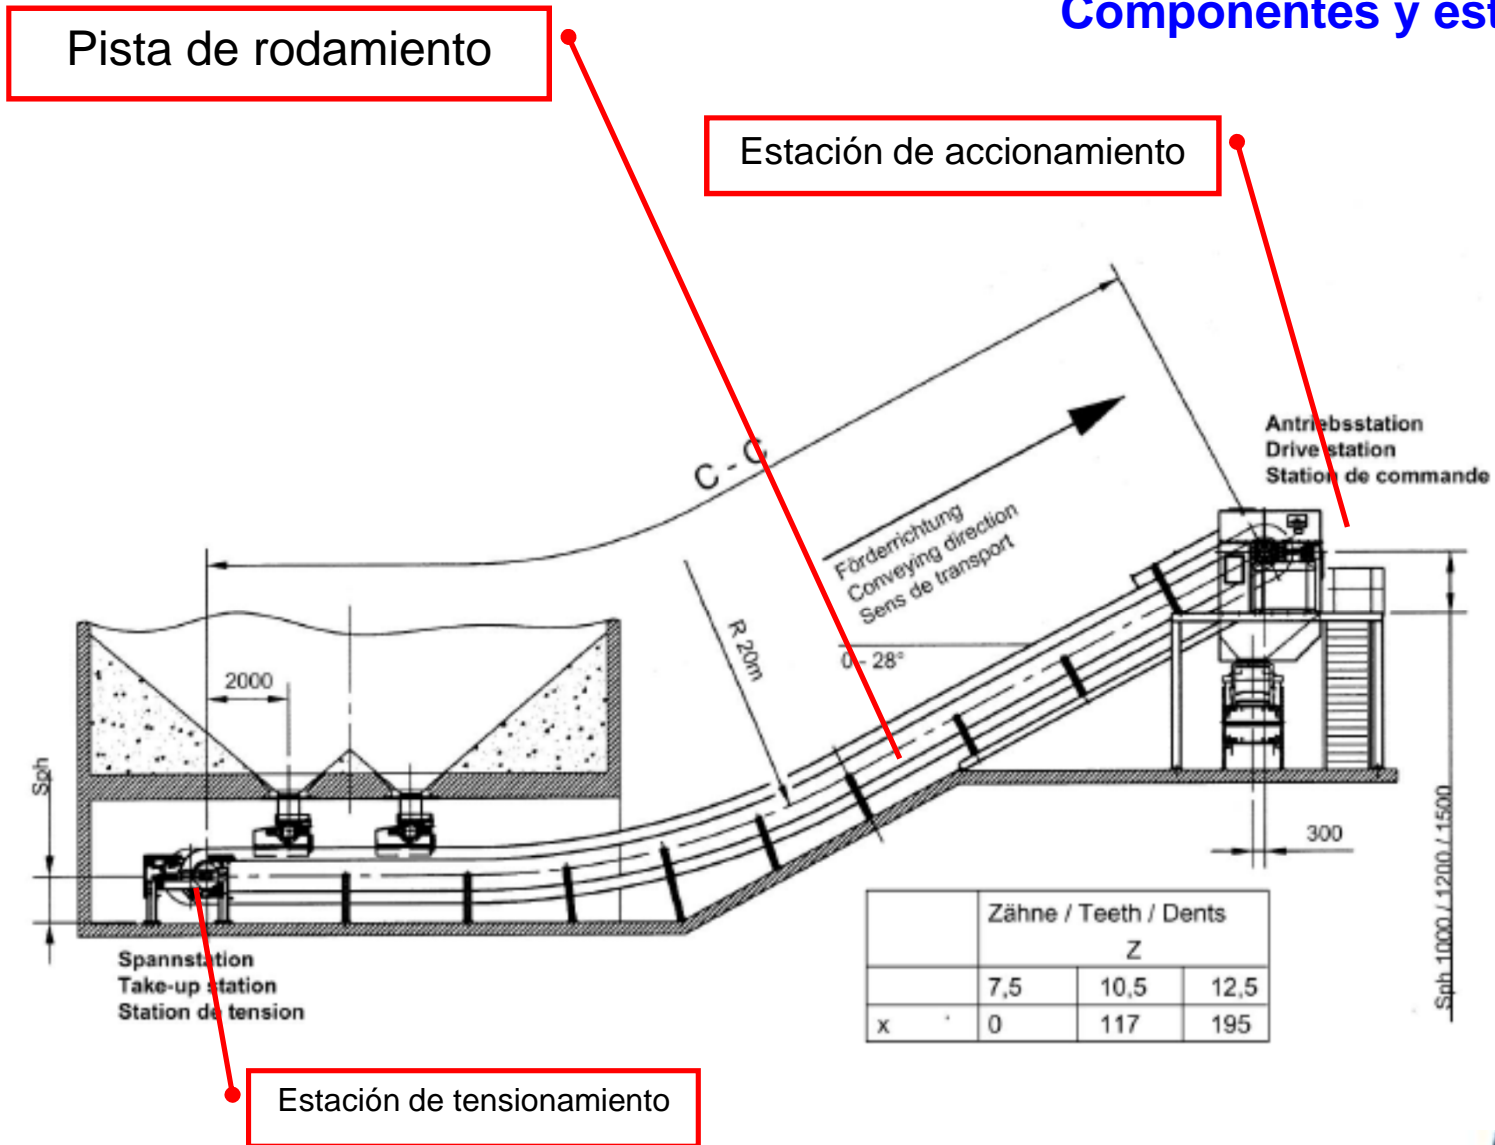 Componentes y est
Pista de rodamiento
Estación de accionamiento
Antriebsstation
Drive station
Station de commande
C - C
Förderrichtung
Conveying direction
Sens de transport
R 20m
0 - 28°
2000
Sph
300
Sph 1000 / 1200 / 1500
Spannstation
Take-up station
Station de tension
Zähne / Teeth / Dents
Z
7,5 10,5 12,5
x 0 117 195
Estación de tensionamiento